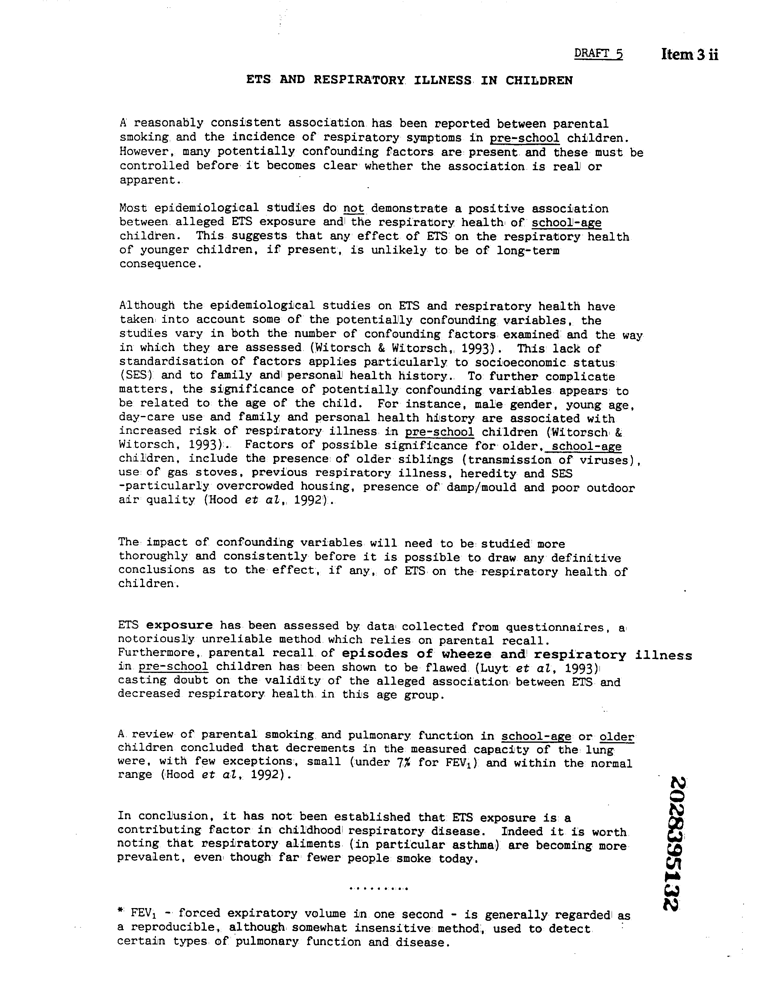 DRAFT 5 Item 3 ii
ETS AND RESPIRATORY ILLNESS IN CHILDREN
A reasonably consistent association has been reported between parental
smoking and the incidence of respiratory symptoms in pre-school children.
However, many potentially confounding factors are present and these must be
controlled before it becomes clear whether the association is real or
apparent.
Most epidemiological studies do not demonstrate a positive association
between alleged ETS exposure and the respiratory health of school-age
children. This suggests that any effect of ETS on the respiratory health
of younger children, if present, is unlikely to be of long-term
consequence.
Although the epidemiological studies on ETS and respiratory health have
taken into account some of the potentially confounding variables, the
studies vary in both the number of confounding factors examined and the way
in which they are assessed (Witorsch & Witorsch, 1993). This lack of
standardisation of factors applies particularly to socioeconomic status
(SES) and to family and personal health history. To further complicate
matters, the significance of potentially confounding variables appears to
be related to the age of the child. For instance, male gender, young age,
day-care use and family and personal health history are associated with
increased risk of respiratory illness in pre-school children (Witorsch &
Witorsch, 1993). Factors of possible significance for older, school-age
children, include the presence of older siblings (transmission of viruses),
use of gas stoves, previous respiratory illness, heredity and SES
-particularly overcrowded housing, presence of damp/mould and poor outdoor
air quality (Hood et al, 1992).
The impact of confounding variables will need to be studied more
thoroughly and consistently before it is possible to draw any definitive
conclusions as to the effect, if any, of ETS on the respiratory health of
children.
ETS exposure has been assessed by data collected from questionnaires, a
notoriously unreliable method which relies on parental recall.
Furthermore, parental recall of episodes of wheeze and respiratory illness
in pre-school children has been shown to be flawed (Luyt et al, 1993)
casting doubt on the validity of the alleged association between ETS and
decreased respiratory health in this age group.
A review of parental smoking and pulmonary function in school-age or older
children concluded that decrements in the measured capacity of the lung
were, with few exceptions, small (under 7% for FEV₁) and within the normal
range (Hood et al, 1992).
In conclusion, it has not been established that ETS exposure is a
contributing factor in childhood respiratory disease. Indeed it is worth
noting that respiratory aliments (in particular asthma) are becoming more
prevalent, even though far fewer people smoke today.
.........
* FEV₁ - forced expiratory volume in one second - is generally regarded as
a reproducible, although somewhat insensitive method, used to detect
certain types of pulmonary function and disease.
2028395132